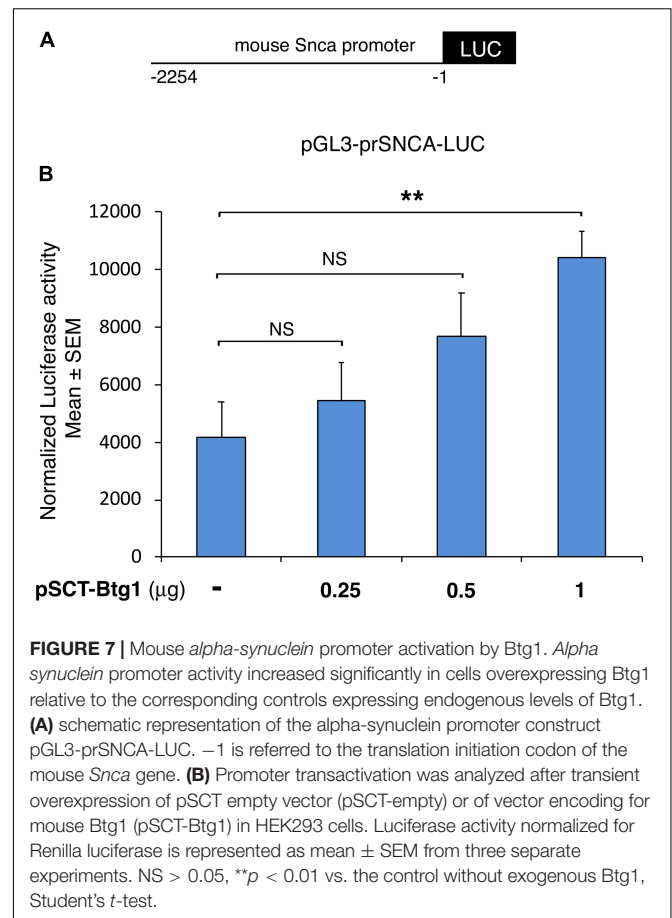 A
mouse Snca promoter
LUC
-2254
-1
pGL3-prSNCA-LUC
B
Normalized Luciferase activity
Mean ± SEM
12000
10000
8000
6000
4000
2000
0
**
NS
NS
pSCT-Btg1 (µg) - 0.25 0.5 1
FIGURE 7 | Mouse alpha-synuclein promoter activation by Btg1. Alpha
synuclein promoter activity increased significantly in cells overexpressing Btg1
relative to the corresponding controls expressing endogenous levels of Btg1.
(A) schematic representation of the alpha-synuclein promoter construct
pGL3-prSNCA-LUC. −1 is referred to the translation initiation codon of the
mouse Snca gene. (B) Promoter transactivation was analyzed after transient
overexpression of pSCT empty vector (pSCT-empty) or of vector encoding for
mouse Btg1 (pSCT-Btg1) in HEK293 cells. Luciferase activity normalized for
Renilla luciferase is represented as mean ± SEM from three separate
experiments. NS > 0.05, **p < 0.01 vs. the control without exogenous Btg1,
Student's t-test.